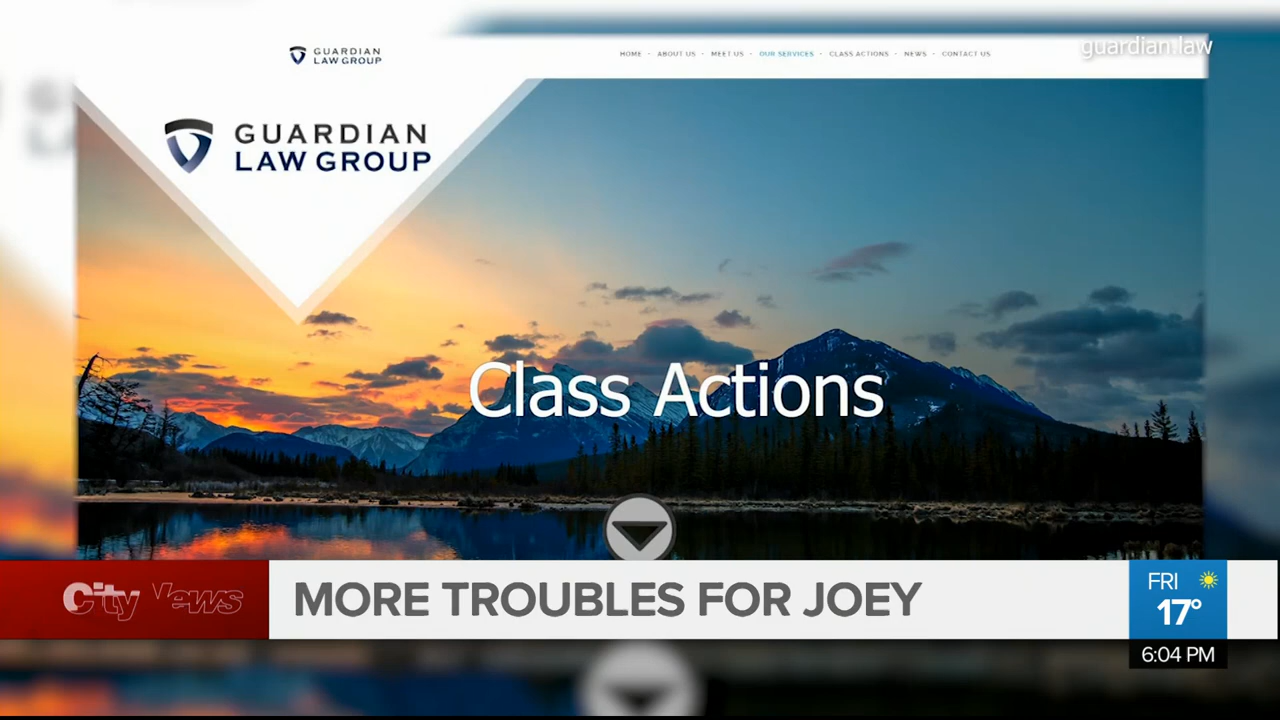 GUARDIAN
LAW GROUP
HOME - ABOUT US - MEET US - OUR SERVICES - CLASS ACTIONS - NEWS - CONTACT US
guardian.law
GUARDIAN
LAW GROUP
Class Actions
City News
MORE TROUBLES FOR JOEY
FRI
17°
6:04 PM